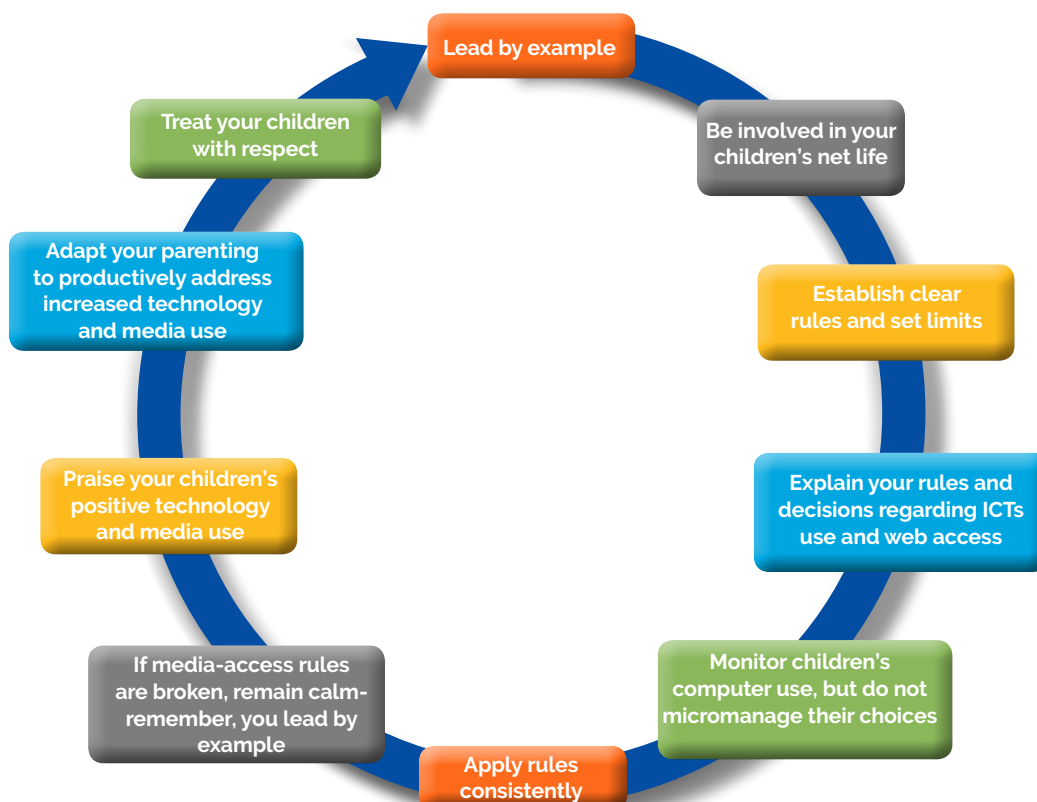 Lead by example
Be involved in your
children's net life
Establish clear
rules and set limits
Explain your rules and
decisions regarding ICTs
use and web access
Monitor children's
computer use, but do not
micromanage their choices
Apply rules
consistently
If media-access rules
are broken, remain calm-
remember, you lead by
example
Praise your children's
positive technology
and media use
Adapt your parenting
to productively address
increased technology
and media use
Treat your children
with respect